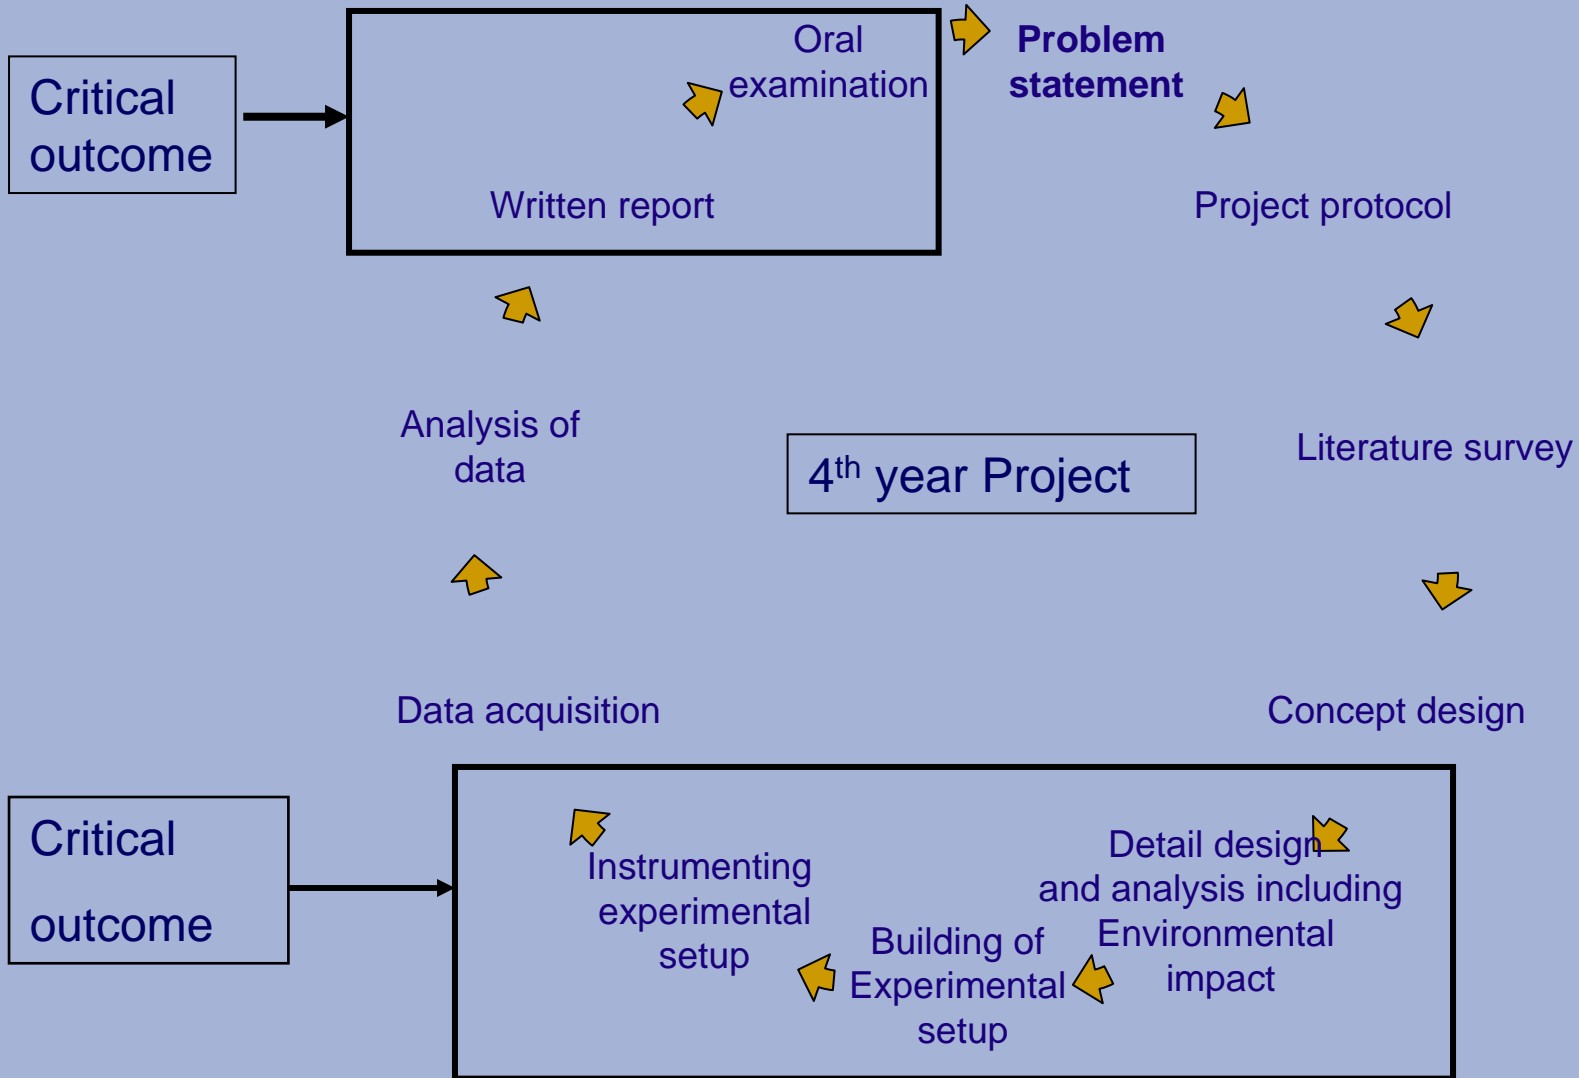 Critical
outcome
Oral
examination
Written report
Problem
statement
Project protocol
Literature survey
Concept design
4th year Project
Analysis of
data
Data acquisition
Critical
outcome
Instrumenting
experimental
setup
Building of
Experimental
setup
Detail design
and analysis including
Environmental
impact